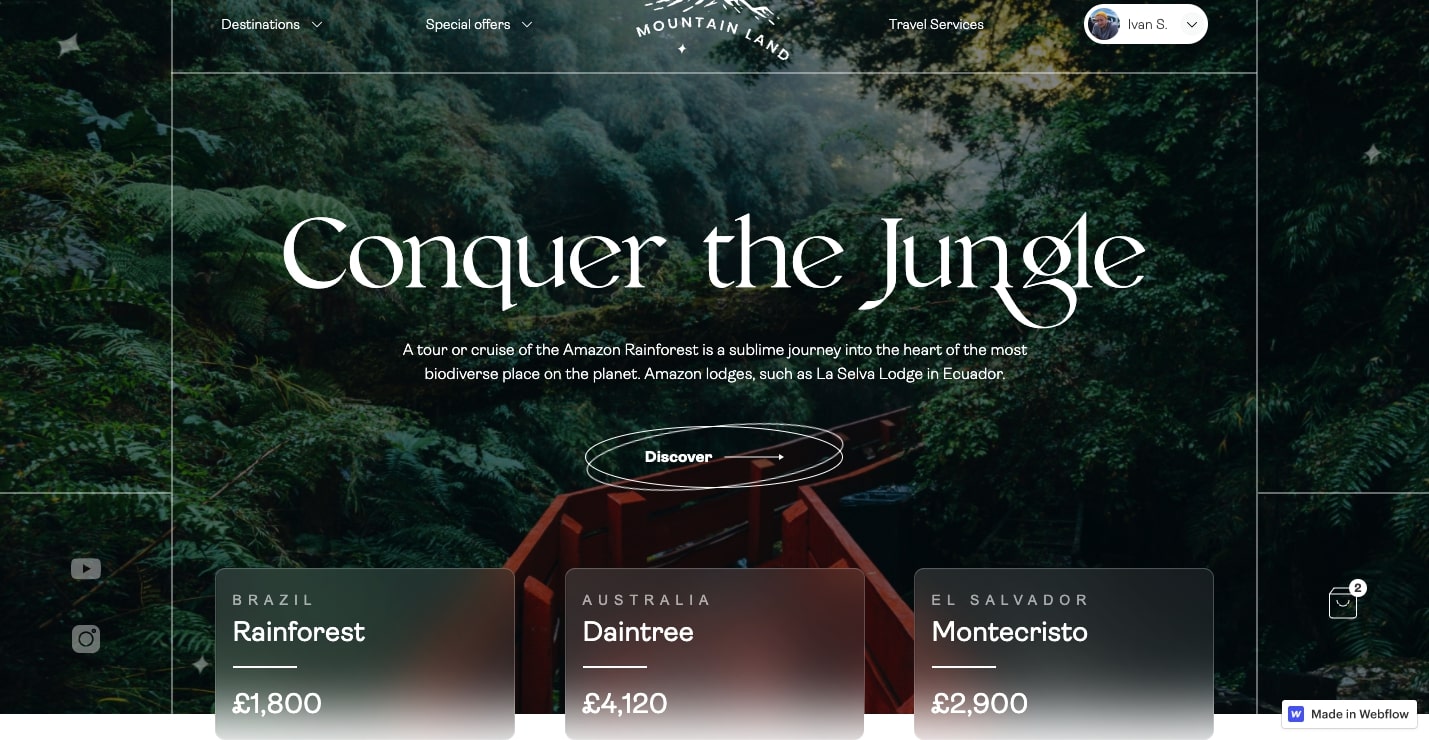 Destinations
Special offers
MOUNTAIN LAND
Travel Services
Ivan S.
Conquer the Jungle
A tour or cruise of the Amazon Rainforest is a sublime journey into the heart of the most
biodiverse place on the planet. Amazon lodges, such as La Selva Lodge in Ecuador.
Discover
BRAZIL
Rainforest
£1,800
AUSTRALIA
Daintree
£4,120
EL SALVADOR
Montecristo
£2,900
2
Made in Webflow